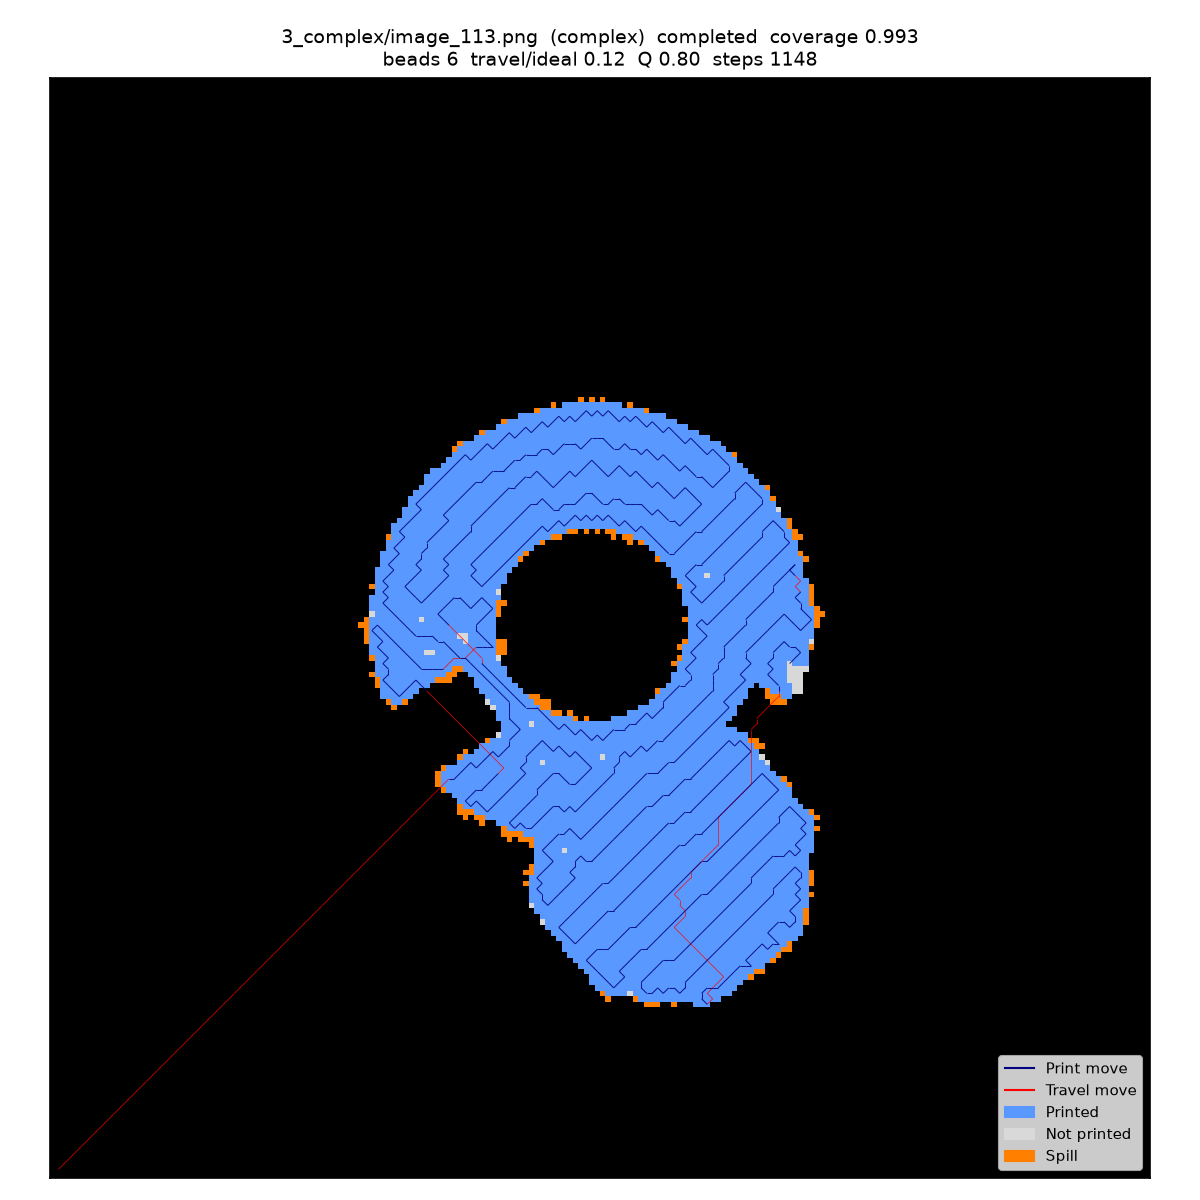 3_complex/image_113.png  (complex)  completed  coverage 0.993
beads 6  travel/ideal 0.12  Q 0.80  steps 1148
Print move
Travel move
Printed
Not printed
Spill